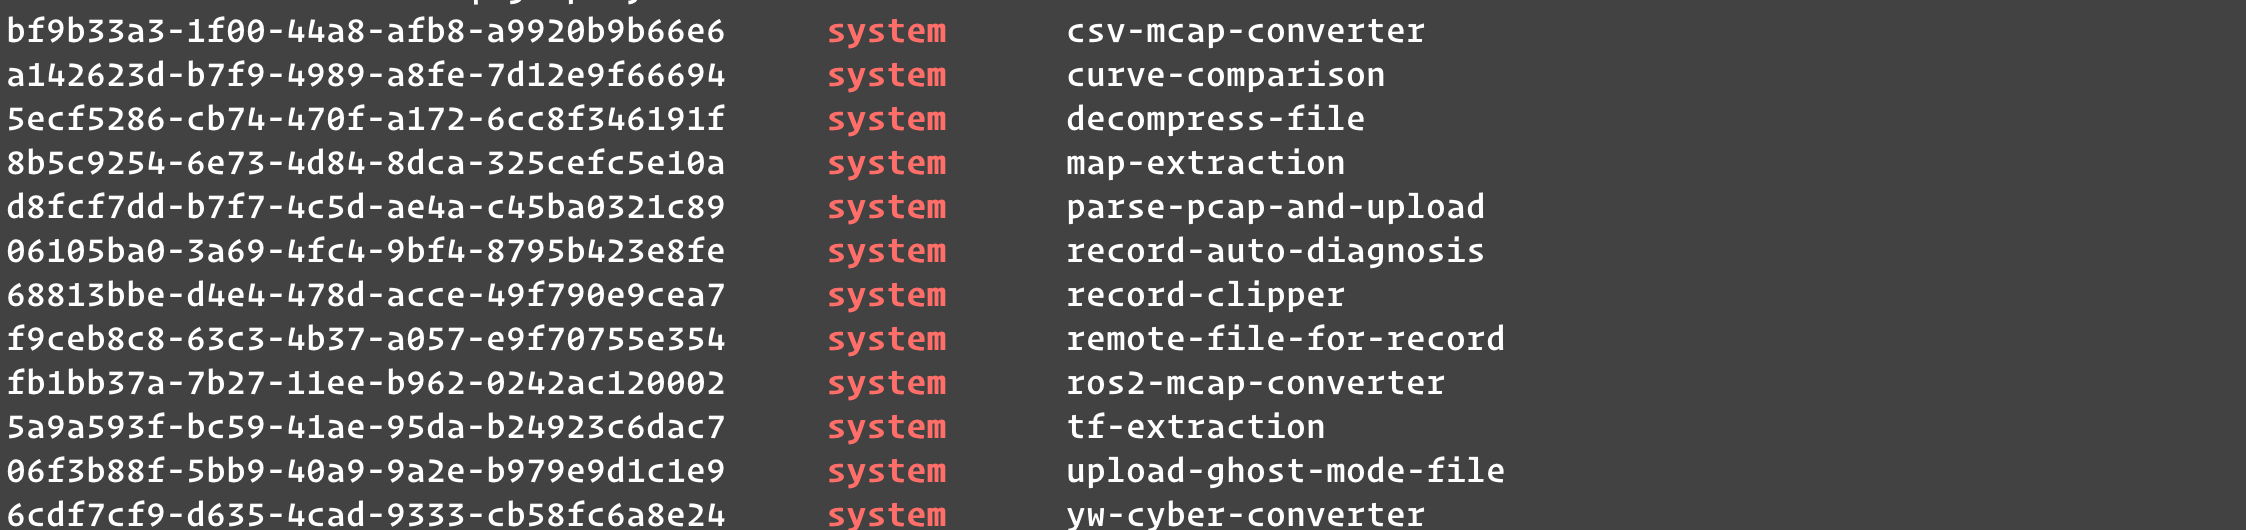 bf9b33a3-1f00-44a8-afb8-a9920b9b66e6 system csv-mcap-converter
a142623d-b7f9-4989-a8fe-7d12e9f66694 system curve-comparison
5ecf5286-cb74-470f-a172-6cc8f346191f system decompress-file
8b5c9254-6e73-4d84-8dca-325cefc5e10a system map-extraction
d8fcf7dd-b7f7-4c5d-ae4a-c45ba0321c89 system parse-pcap-and-upload
06105ba0-3a69-4fc4-9bf4-8795b423e8fe system record-auto-diagnosis
68813bbe-d4e4-478d-acce-49f790e9cea7 system record-clipper
f9ceb8c8-63c3-4b37-a057-e9f70755e354 system remote-file-for-record
fb1bb37a-7b27-11ee-b962-0242ac120002 system ros2-mcap-converter
5a9a593f-bc59-41ae-95da-b24923c6dac7 system tf-extraction
06f3b88f-5bb9-40a9-9a2e-b979e9d1c1e9 system upload-ghost-mode-file
6cdf7cf9-d635-4cad-9333-cb58fc6a8e24 system yw-cyber-converter